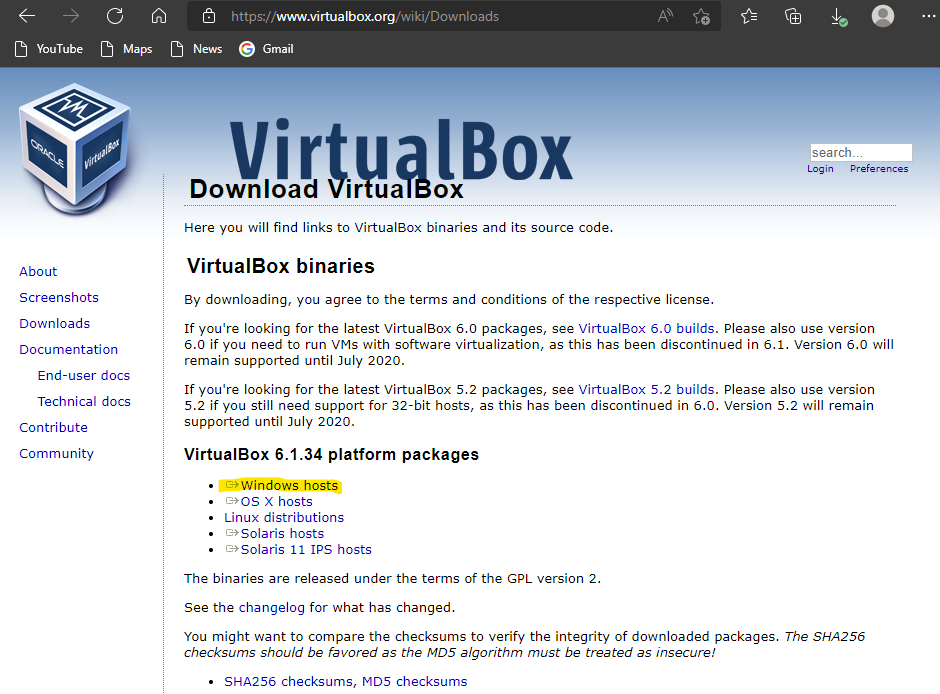 https://www.virtualbox.org/wiki/Downloads
YouTube Maps News Gmail
ORACLE
VirtualBox
VirtualBox
search...
Login Preferences
Download VirtualBox
Here you will find links to VirtualBox binaries and its source code.
About
Screenshots
Downloads
Documentation
End-user docs
Technical docs
Contribute
Community
VirtualBox binaries
By downloading, you agree to the terms and conditions of the respective license.
If you're looking for the latest VirtualBox 6.0 packages, see VirtualBox 6.0 builds. Please also use version
6.0 if you need to run VMs with software virtualization, as this has been discontinued in 6.1. Version 6.0 will
remain supported until July 2020.
If you're looking for the latest VirtualBox 5.2 packages, see VirtualBox 5.2 builds. Please also use version
5.2 if you still need support for 32-bit hosts, as this has been discontinued in 6.0. Version 5.2 will remain
supported until July 2020.
VirtualBox 6.1.34 platform packages
Windows hosts
OS X hosts
Linux distributions
Solaris hosts
Solaris 11 IPS hosts
The binaries are released under the terms of the GPL version 2.
See the changelog for what has changed.
You might want to compare the checksums to verify the integrity of downloaded packages. The SHA256
checksums should be favored as the MD5 algorithm must be treated as insecure!
SHA256 checksums, MD5 checksums